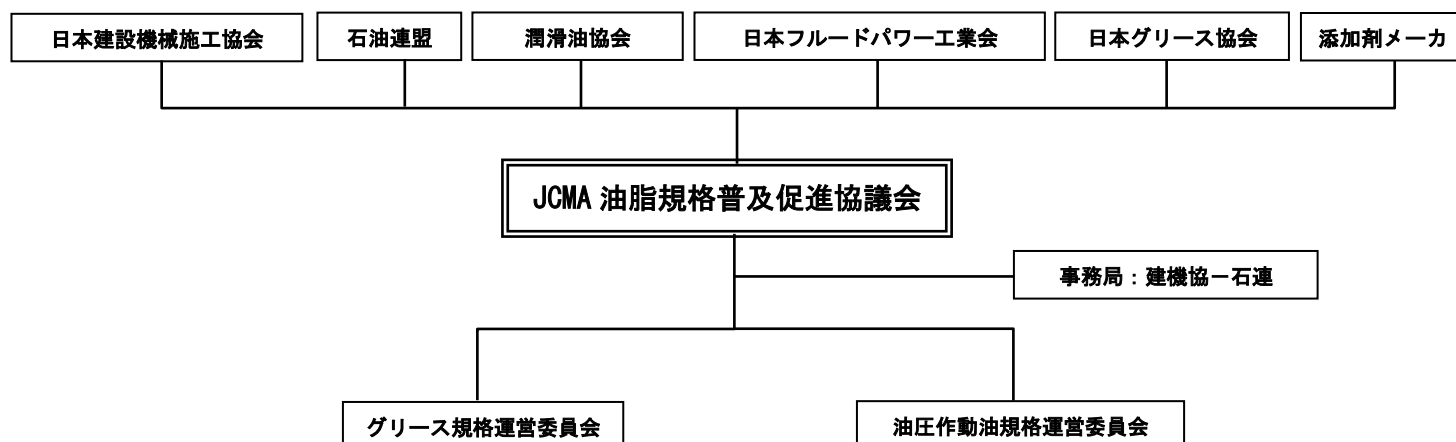 日本建設機械施工協会
石油連盟
潤滑油協会
日本フルードパワー工業会
日本グリース協会
添加剤メーカ
JCMA 油脂規格普及促進協議会
事務局：建機協－石連
グリース規格運営委員会
油圧作動油規格運営委員会